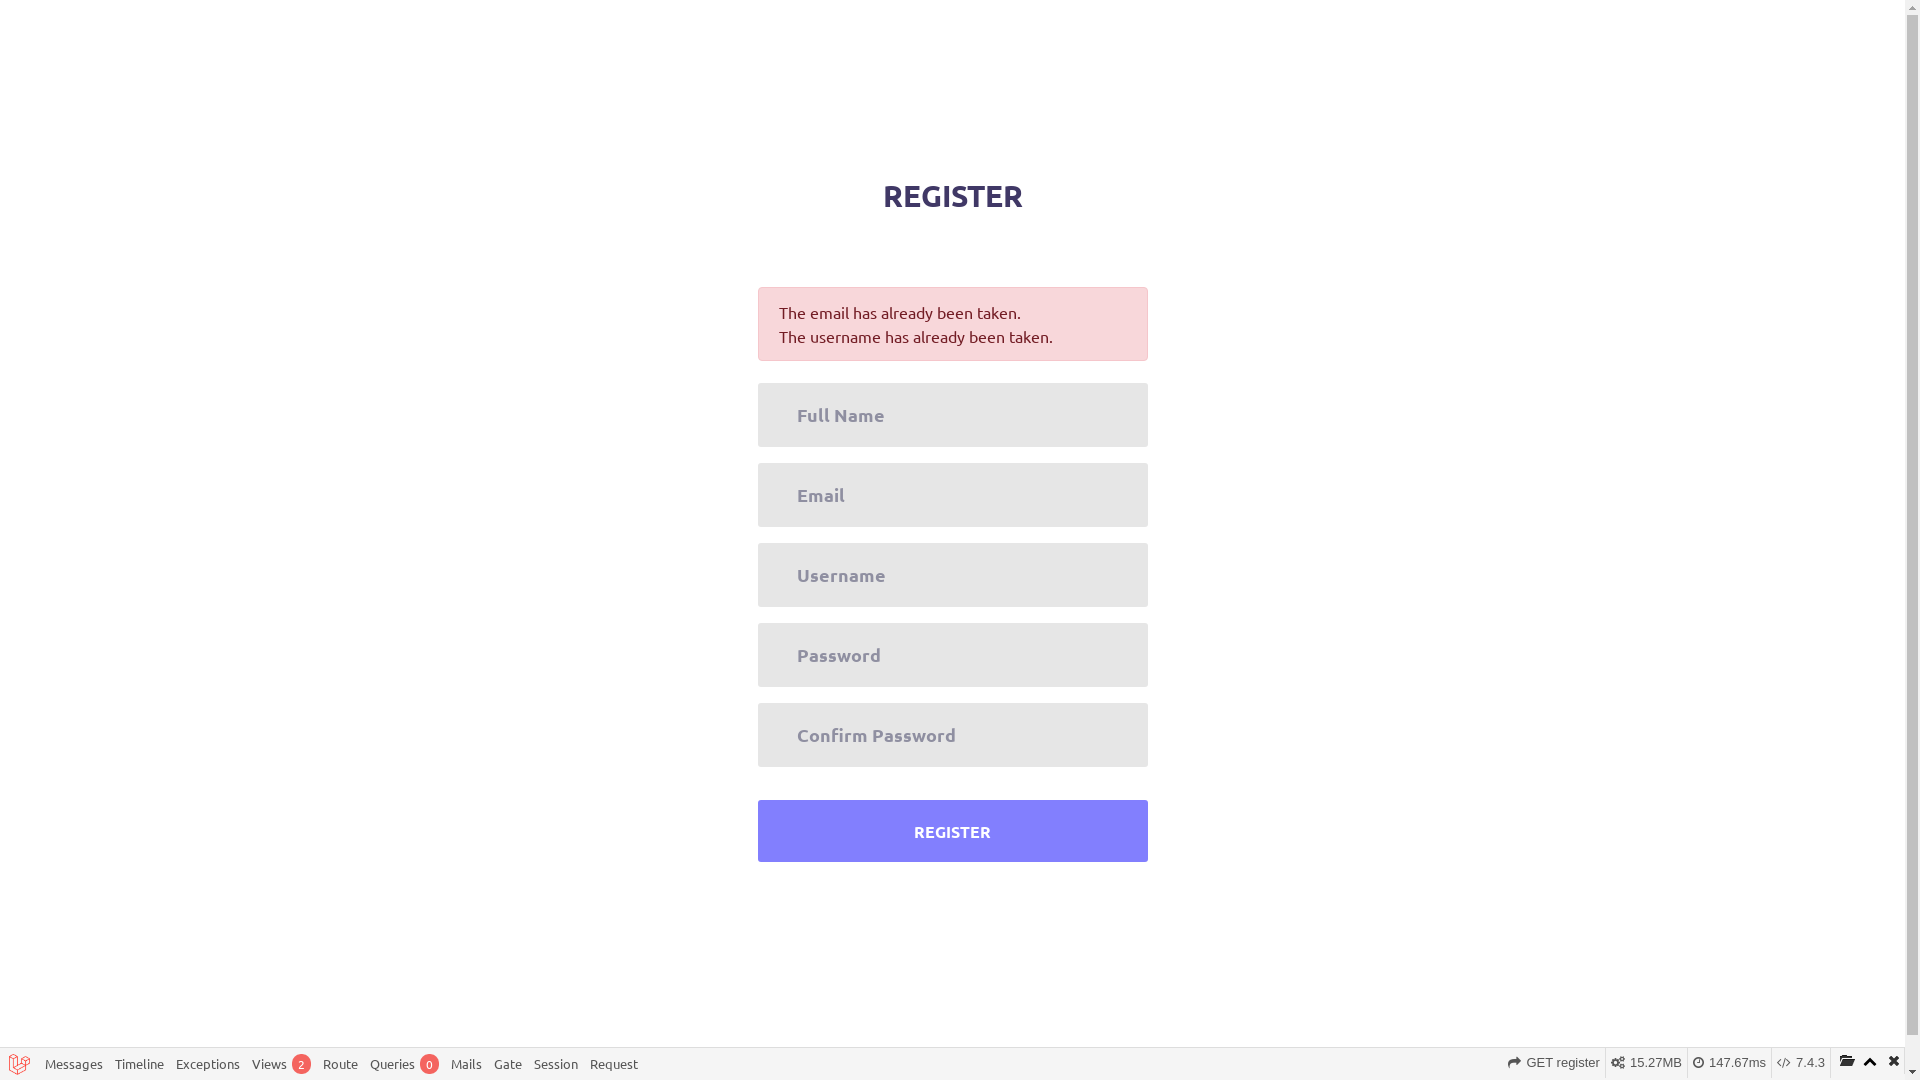 REGISTER
The email has already been taken.
The username has already been taken.
Full Name
Email
Username
Password
Confirm Password
REGISTER
Messages Timeline Exceptions Views 2 Route Queries 0 Mails Gate Session Request GET register 15.27MB 147.67ms 7.4.3